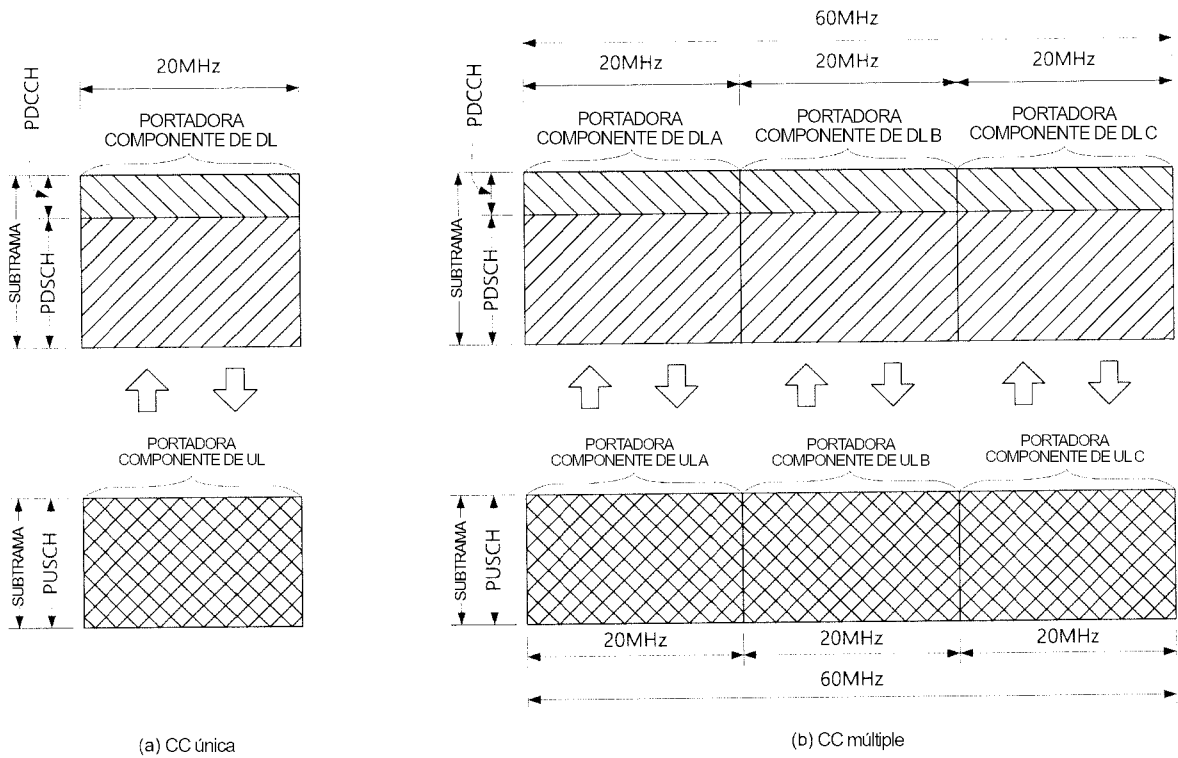 20MHz
PDCCH
PORTADORA
COMPONENTE DE DL
SUBTRAMA
PDSCH
PORTADORA
COMPONENTE DE UL
SUBTRAMA
PUSCH
(a) CC única
60MHz
20MHz
20MHz
20MHz
PDCCH
PORTADORA
COMPONENTE DE DL A
PORTADORA
COMPONENTE DE DL B
PORTADORA
COMPONENTE DE DL C
SUBTRAMA
PDSCH
PORTADORA
COMPONENTE DE UL A
PORTADORA
COMPONENTE DE UL B
PORTADORA
COMPONENTE DE UL C
SUBTRAMA
PUSCH
20MHz
20MHz
20MHz
60MHz
(b) CC múltiple